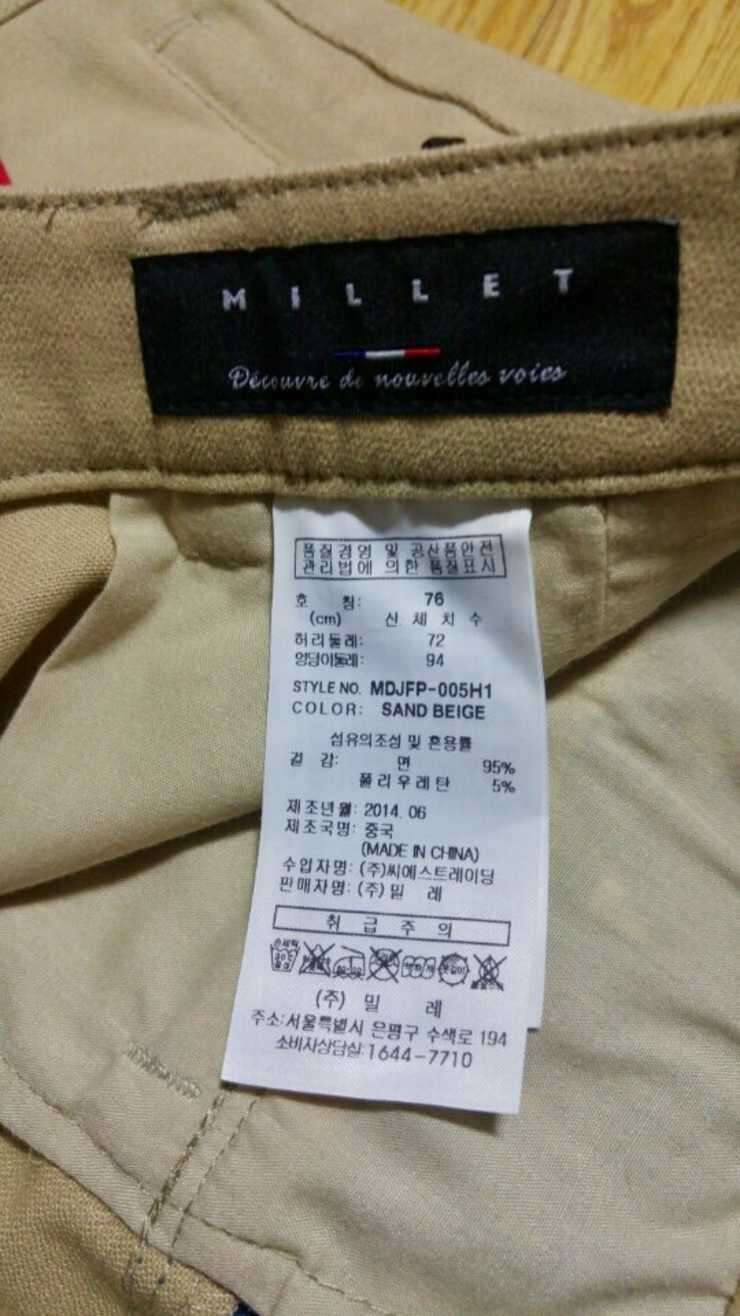 MILLET
Découvre de nouvelles voies
품질경영 및 공산품안전
관리법에 의한 품질표시
호 칭: 76
(cm) 신 체 치 수
허리둘레: 72
엉덩이둘레: 94
STYLE NO. MDJFP-005H1
COLOR: SAND BEIGE
섬유의조성 및 혼용률
겉 감: 면 95%
폴리우레탄 5%
제조년월: 2014. 06
제조국명: 중국
(MADE IN CHINA)
수입자명: (주)씨에스트레이딩
판매자명: (주) 밀 레
취 급 주 의
(주) 밀 레
주소:서울특별시 은평구 수색로 194
소비자상담실:1644-7710